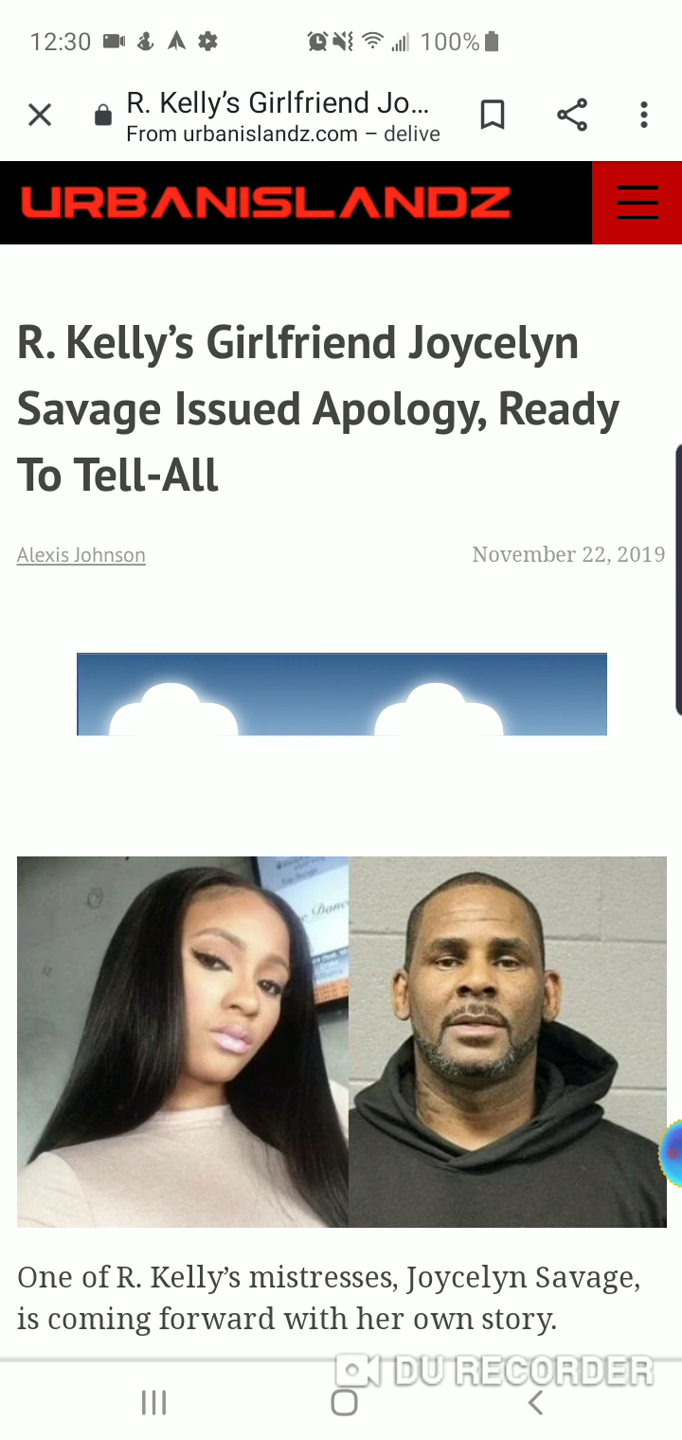 12:30 100%
R. Kelly’s Girlfriend Jo...
From urbanislandz.com – delive
URBANISLANDZ
R. Kelly’s Girlfriend Joycelyn
Savage Issued Apology, Ready
To Tell-All
Alexis Johnson November 22, 2019
One of R. Kelly’s mistresses, Joycelyn Savage,
is coming forward with her own story.
DU RECORDER